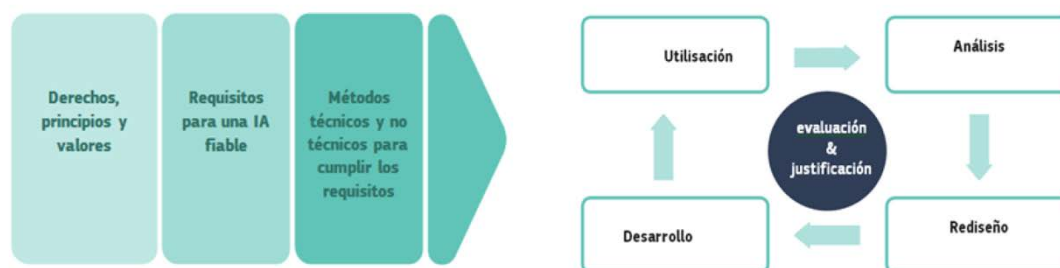 Derechos,
principios y
valores
Requisitos
para una IA
fiable
Métodos
técnicos y no
técnicos para
cumplir los
requisitos
Utilisación
Análisis
evaluación
&
justificación
Desarrollo
Rediseño